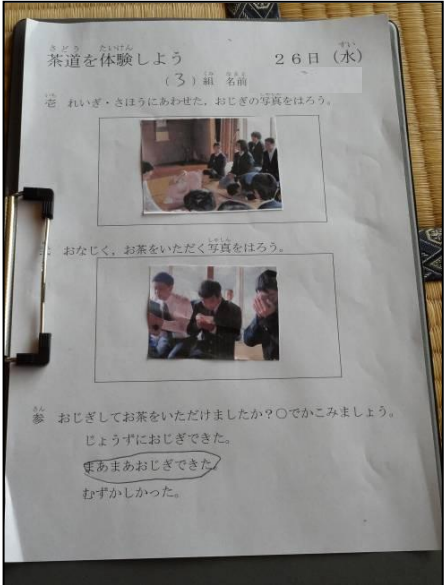 茶道を体験しよう 26日(水)
(3)組 名前
壱 れいぎ・さほうにあわせた,おじぎの写真をはろう。
おなじく,お茶をいただく写真をはろう。
参 おじぎしてお茶をいただけましたか?○でかこみましょう。
じょうずにおじぎできた。
まあまあおじぎできた。
むずかしかった。